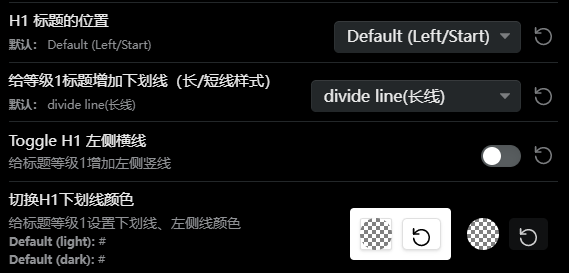 H1 标题的位置
默认： Default (Left/Start)
Default (Left/Start)
给等级1标题增加下划线（长/短线样式）
默认： divide line(长线)
divide line(长线)
Toggle H1 左侧横线
给标题等级1增加左侧竖线
切换H1下划线颜色
给标题等级1设置下划线、左侧线颜色
Default (light): #
Default (dark): #